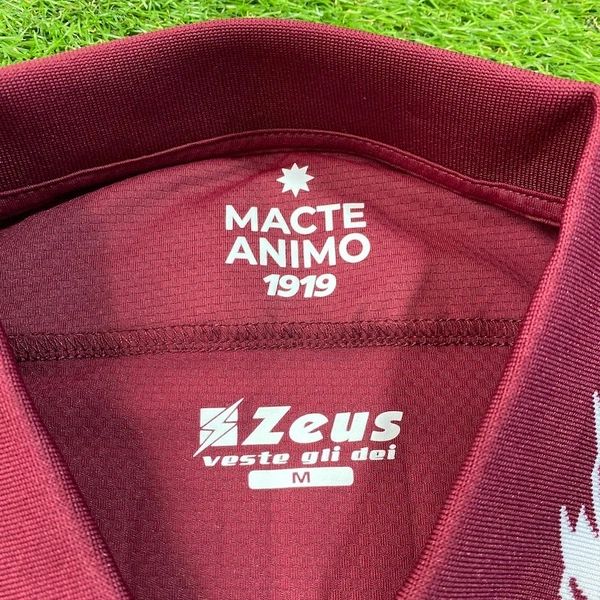 MACTE
ANIMO
1919
Zeus
veste gli dei
M